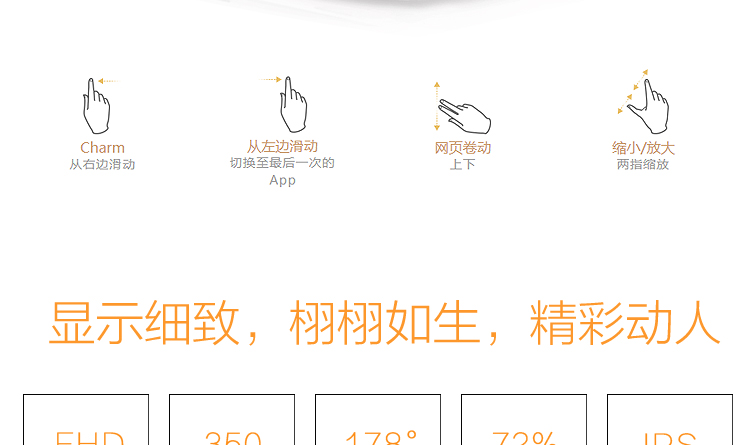 Charm
从右边滑动
从左边滑动
切换至最后一次的
App
网页卷动
上下
缩小/放大
两指缩放
显示细致，栩栩如生，精彩动人
FHD 350 178° 72% IPS